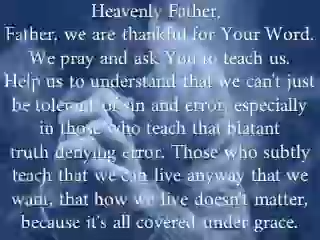 Heavenly Father,
Father, we are thankful for Your Word.
We pray and ask You to teach us.
Help us to understand that we can't just
be tolerant of sin and error, especially
in those who teach that blatant
truth denying error. Those who subtly
teach that we can live anyway that we
want, that how we live doesn't matter,
because it's all covered under grace.